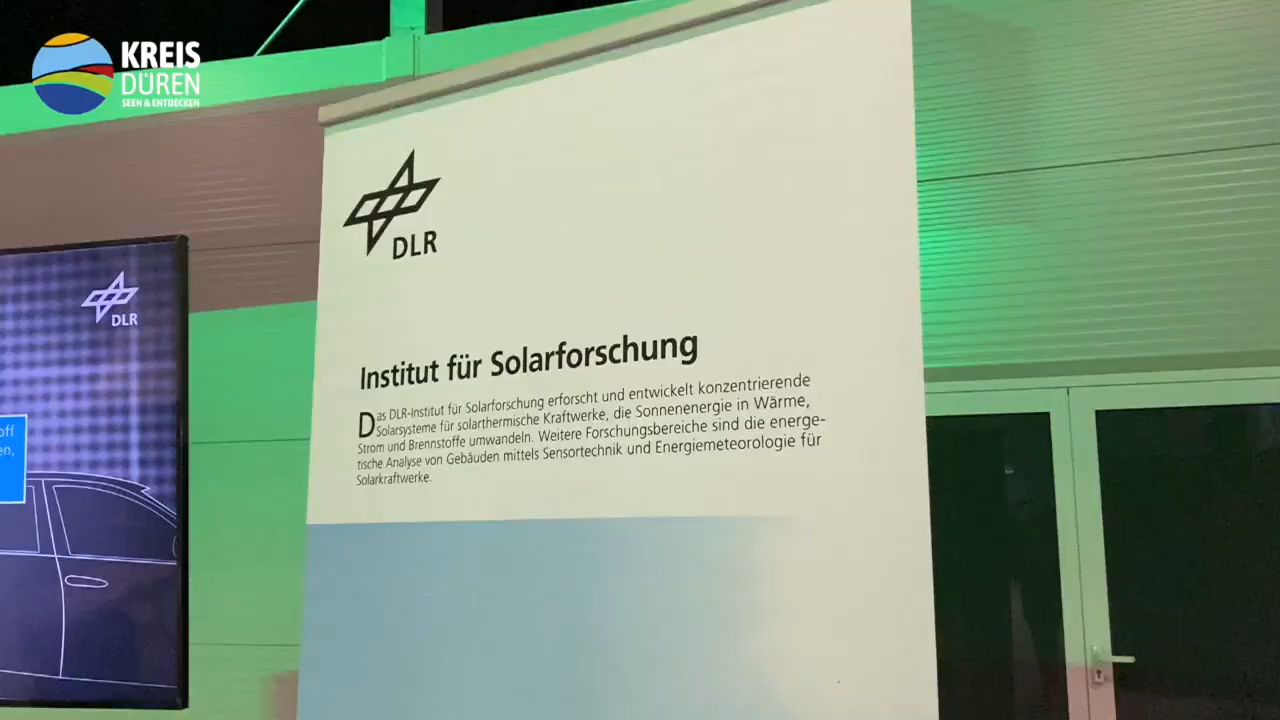 KREIS
DÜREN
SEEN & ENTDECKEN
DLR
DLR
off
en,
Institut für Solarforschung
Das DLR-Institut für Solarforschung erforscht und entwickelt konzentrierende
Solarsysteme für solarthermische Kraftwerke, die Sonnenenergie in Wärme,
Strom und Brennstoffe umwandeln. Weitere Forschungsbereiche sind die energe-
tische Analyse von Gebäuden mittels Sensortechnik und Energiemeteorologie für
Solarkraftwerke.